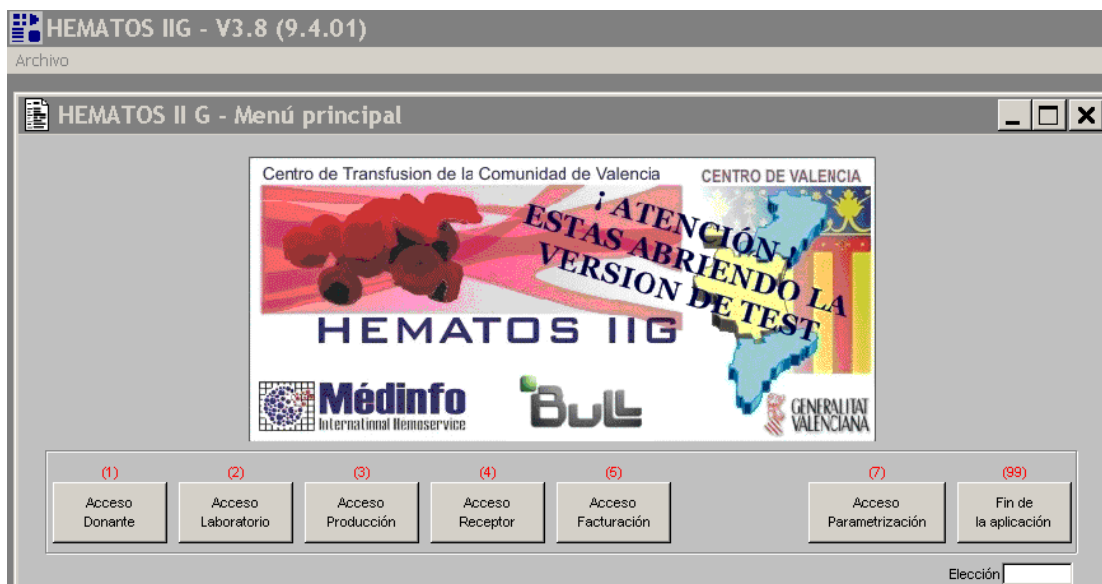 HEMATOS IIG - V3.8 (9.4.01)
Archivo
HEMATOS II G - Menú principal
Centro de Transfusion de la Comunidad de Valencia
CENTRO DE VALENCIA
¡ ATENCIÓN ¡
ESTAS ABRIENDO LA
VERSION DE TEST
HEMATOS IIG
Médinfo
International Hemoservice
Bull
GENERALITAT
VALENCIANA
(1) (2) (3) (4) (5) (7) (99)
Acceso Acceso Acceso Acceso Acceso Acceso Fin de
Donante Laboratorio Producción Receptor Facturación Parametrización la aplicación
Elección